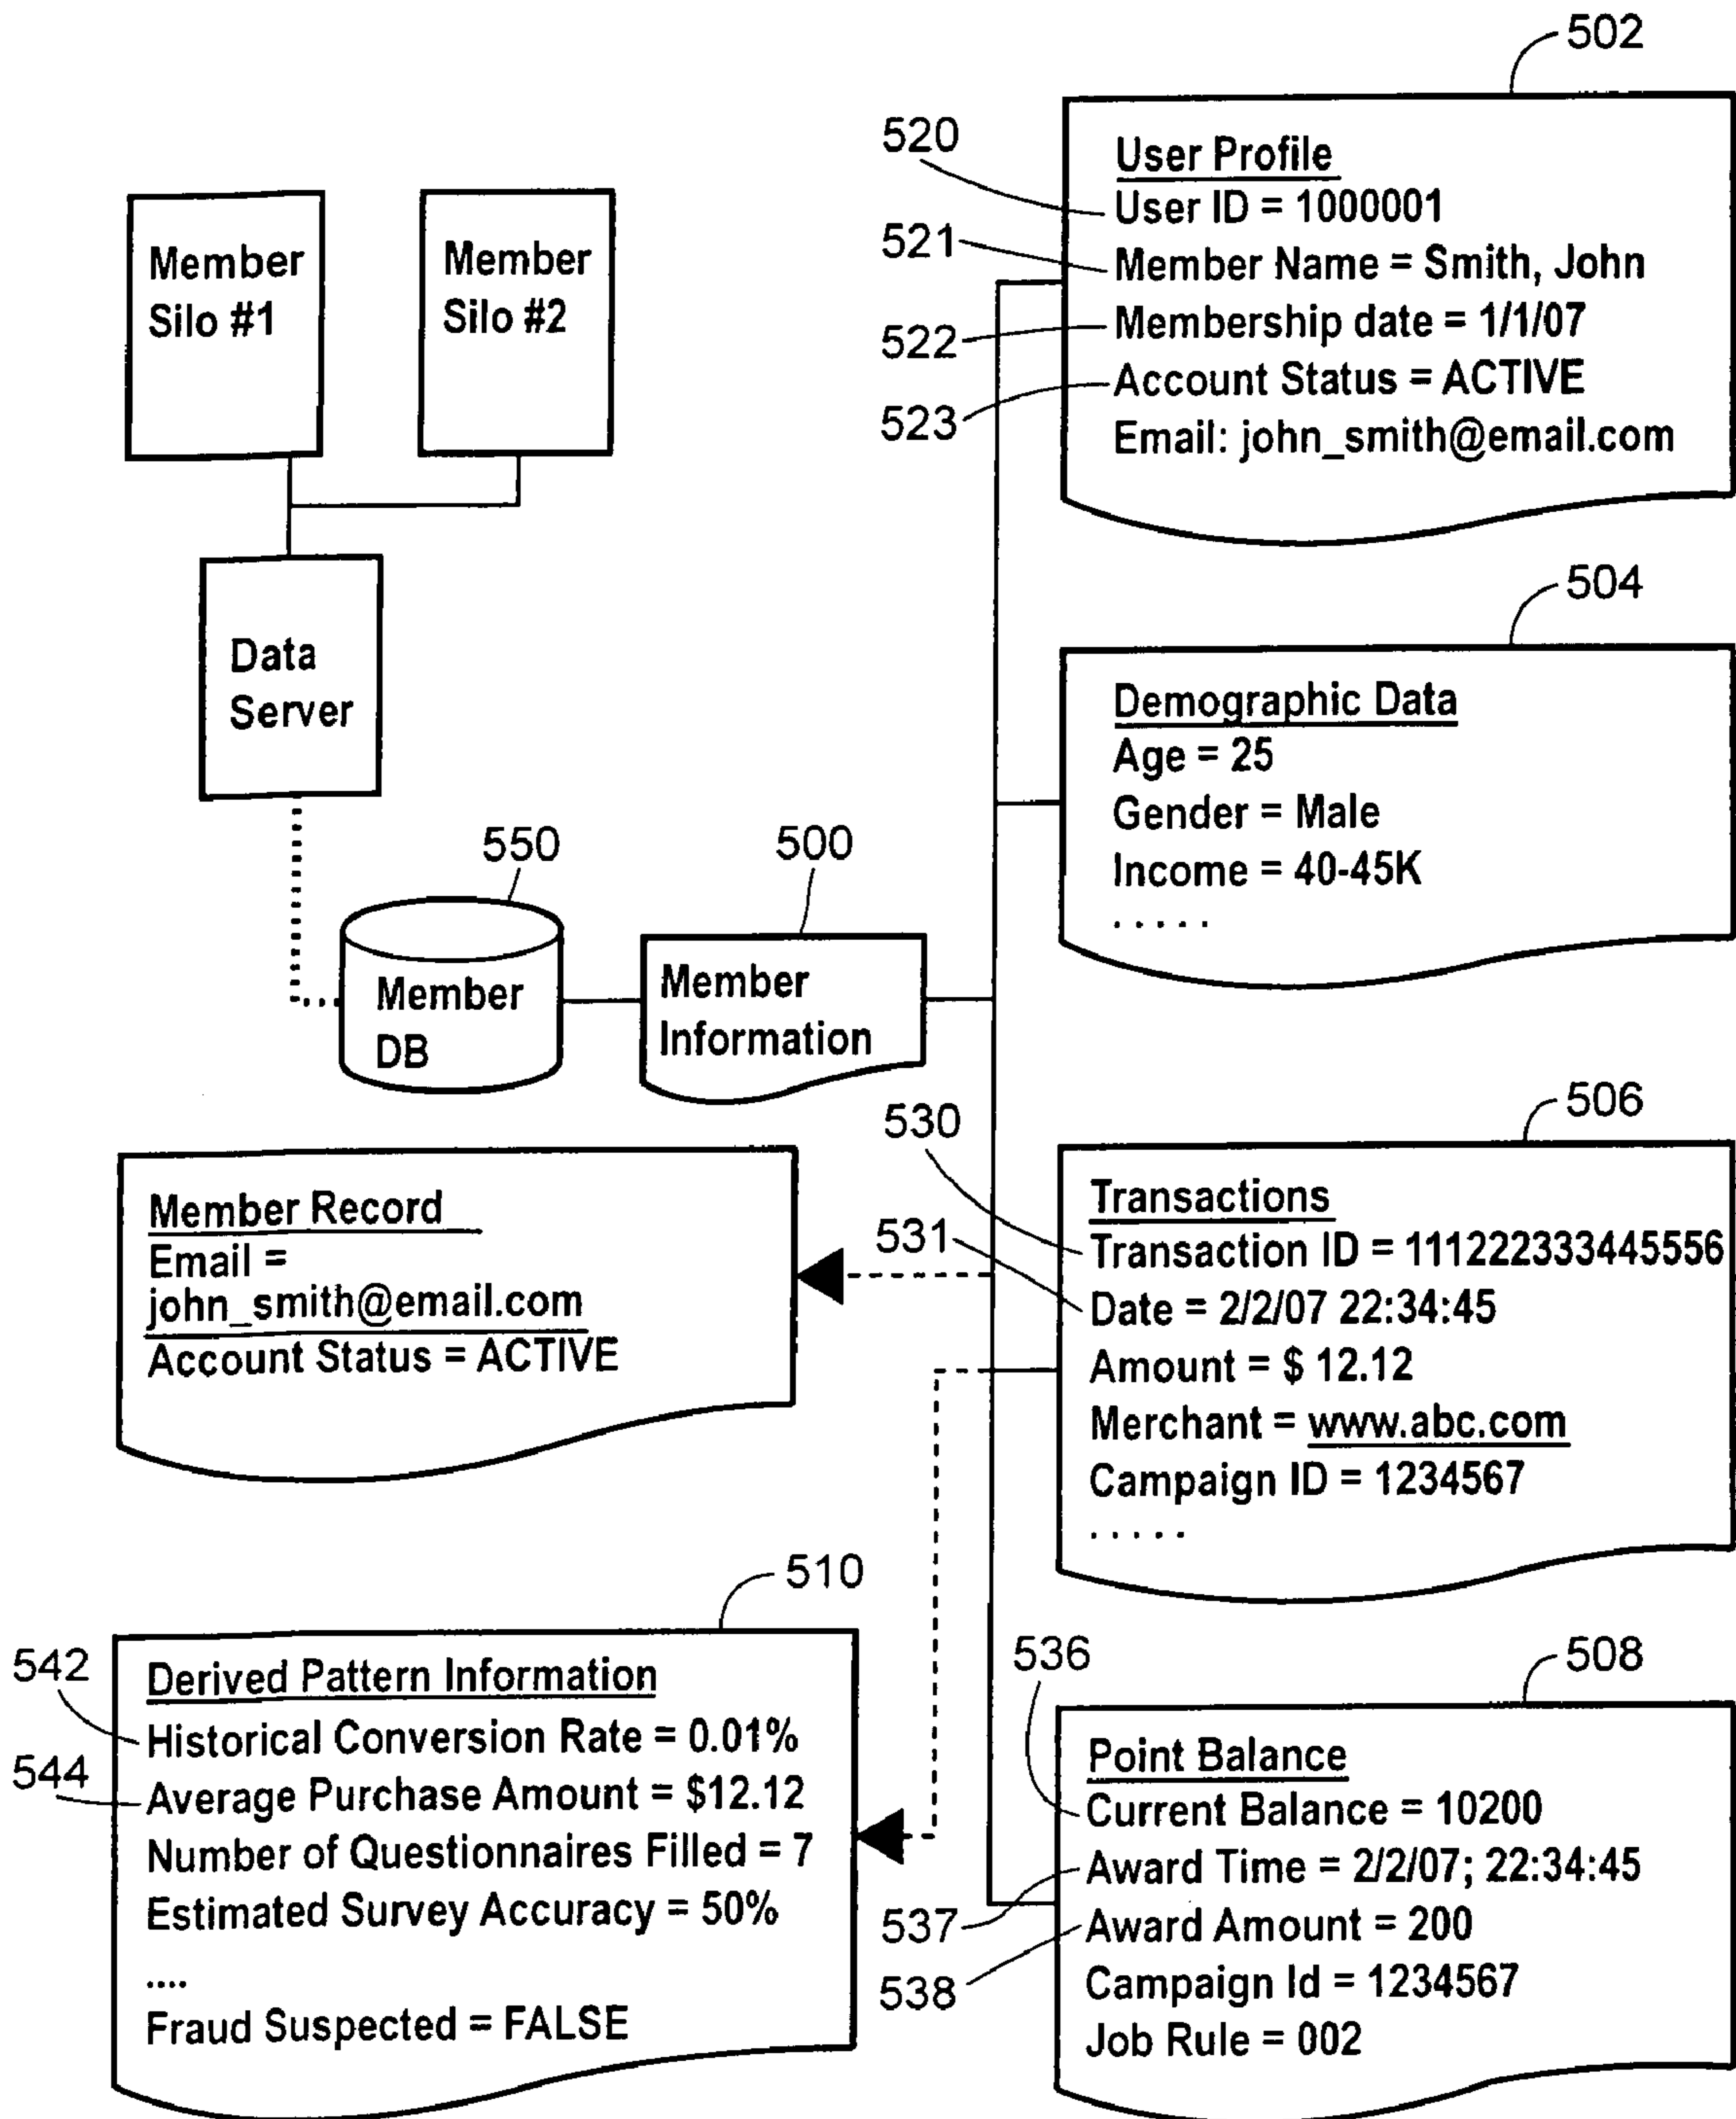 502
520
User Profile
User ID = 1000001
521
Member Name = Smith, John
522
Membership date = 1/1/07
523
Account Status = ACTIVE
Email: john_smith@email.com
Member
Silo #1
Member
Silo #2
Data
Server
504
Demographic Data
Age = 25
Gender = Male
Income = 40-45K
. . . . .
550
500
Member
DB
Member
Information
506
530
531
Transactions
Transaction ID = 111222333445556
Date = 2/2/07 22:34:45
Amount = $ 12.12
Merchant = www.abc.com
Campaign ID = 1234567
. . . . .
Member Record
Email =
john_smith@email.com
Account Status = ACTIVE
510
542
544
Derived Pattern Information
Historical Conversion Rate = 0.01%
Average Purchase Amount = $12.12
Number of Questionnaires Filled = 7
Estimated Survey Accuracy = 50%
....
Fraud Suspected = FALSE
508
536
537
538
Point Balance
Current Balance = 10200
Award Time = 2/2/07; 22:34:45
Award Amount = 200
Campaign Id = 1234567
Job Rule = 002